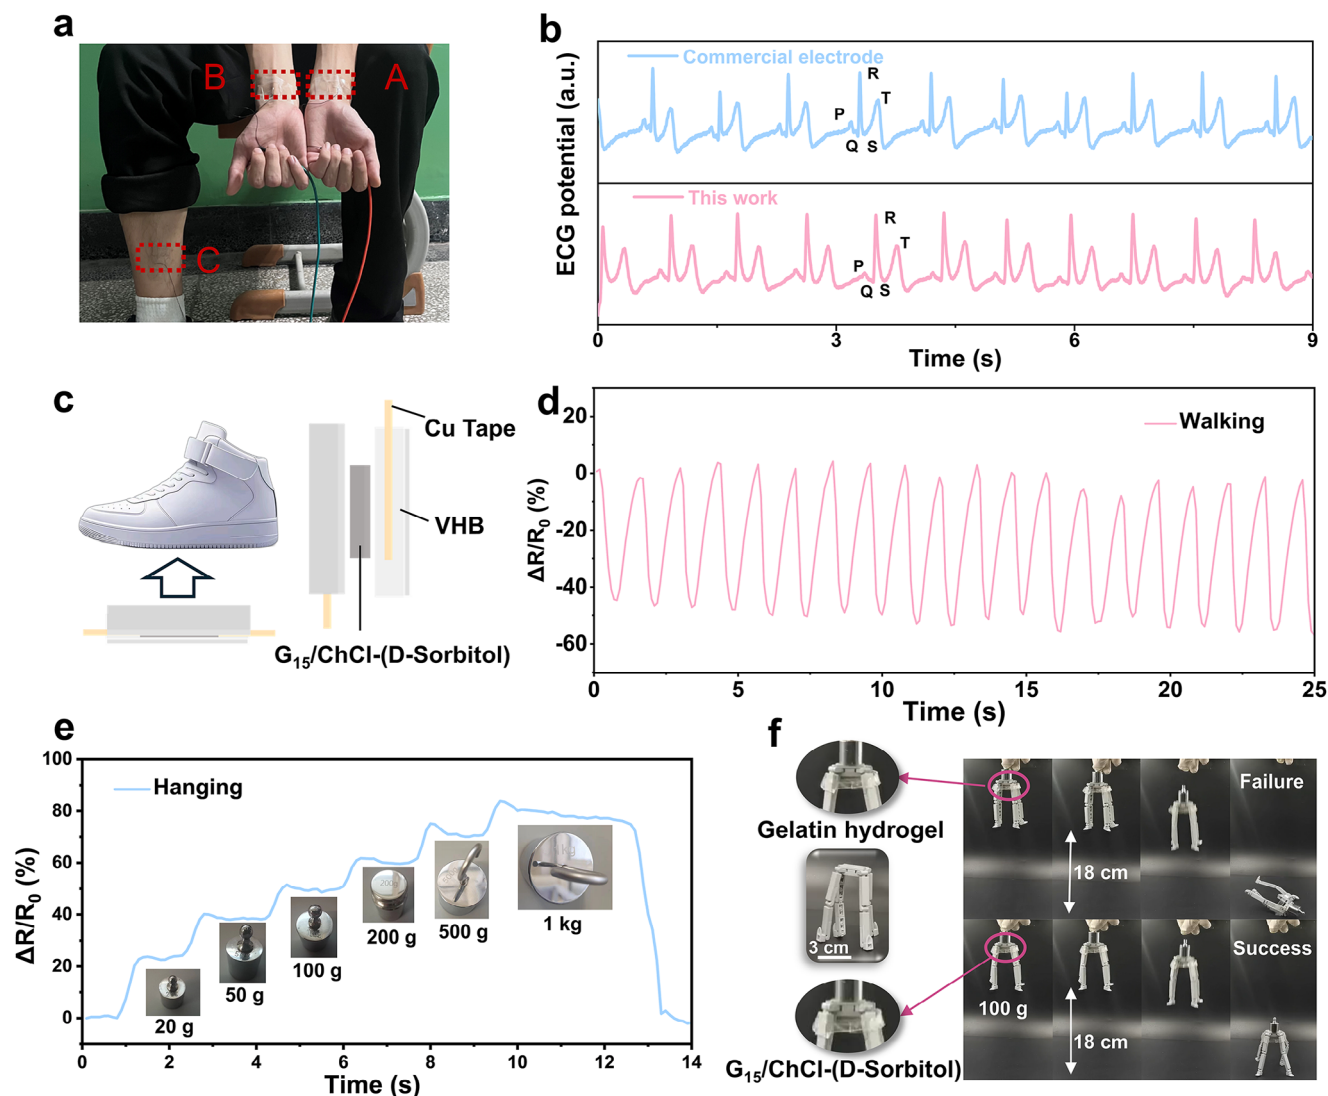 a
B
A
C
b
Commercial electrode
R
T
P
Q
S
This work
R
T
P
Q
S
ECG potential (a.u.)
0
3
6
9
Time (s)
c
Cu Tape
VHB
G15/ChCl-(D-Sorbitol)
d
Walking
20
0
-20
-40
-60
ΔR/R0 (%)
0
5
10
15
20
25
Time (s)
e
Hanging
100
80
60
40
20
0
ΔR/R0 (%)
20 g
50 g
100 g
200 g
500 g
1 kg
0
2
4
6
8
10
12
14
Time (s)
f
Gelatin hydrogel
3 cm
G15/ChCl-(D-Sorbitol)
Failure
18 cm
Success
100 g
18 cm